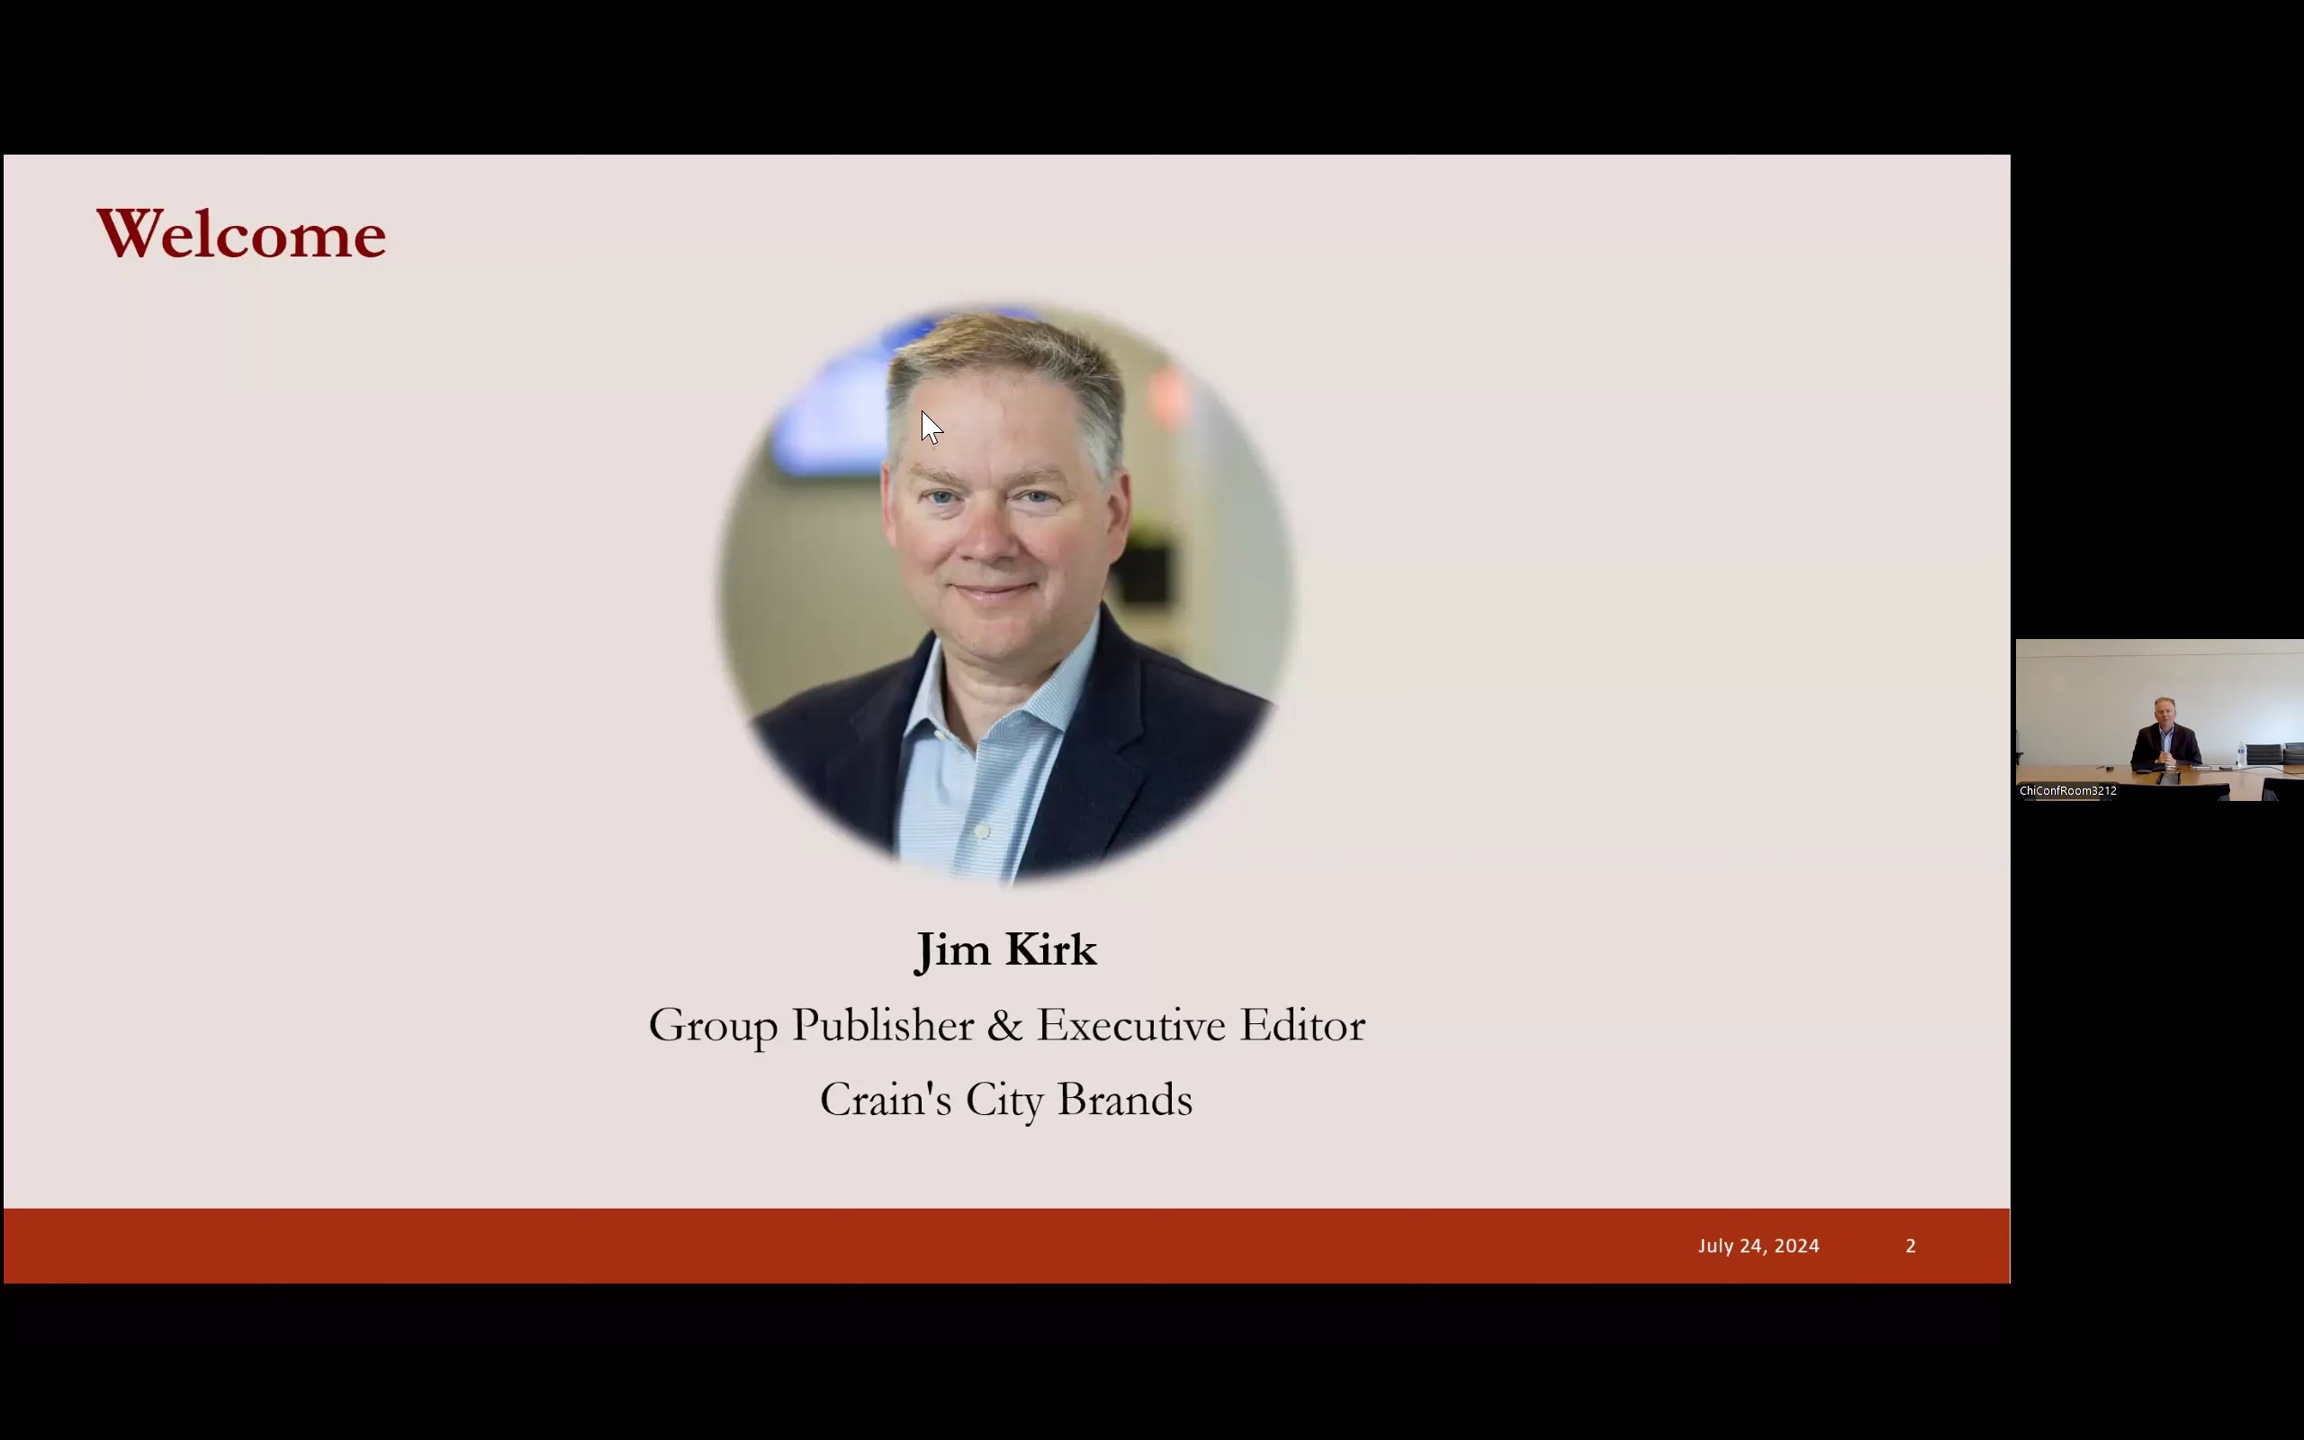 Welcome
Jim Kirk
Group Publisher & Executive Editor
Crain's City Brands
July 24, 2024 2
ChiConfRoom3212